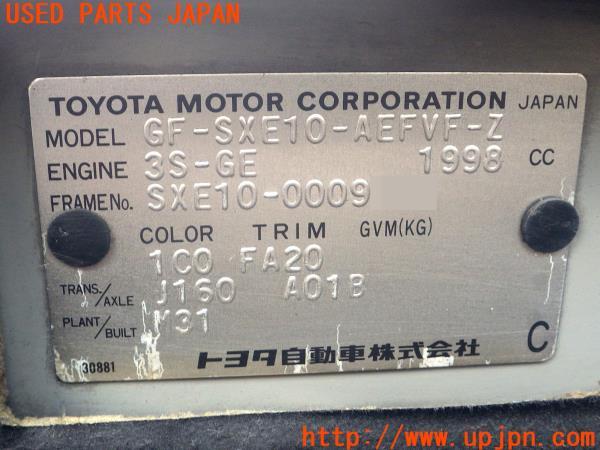 USED PARTS JAPAN
TOYOTA MOTOR CORPORATION JAPAN
MODEL GF-SXE10-AEFVF-Z
ENGINE 3S-GE 1998 CC
FRAME No. SXE10-0009
COLOR TRIM GVM(KG)
1C0 FA20
TRANS./AXLE J160 A01B
PLANT/BUILT M31
トヨタ自動車株式会社 C
30881
http://www.upjpn.com/